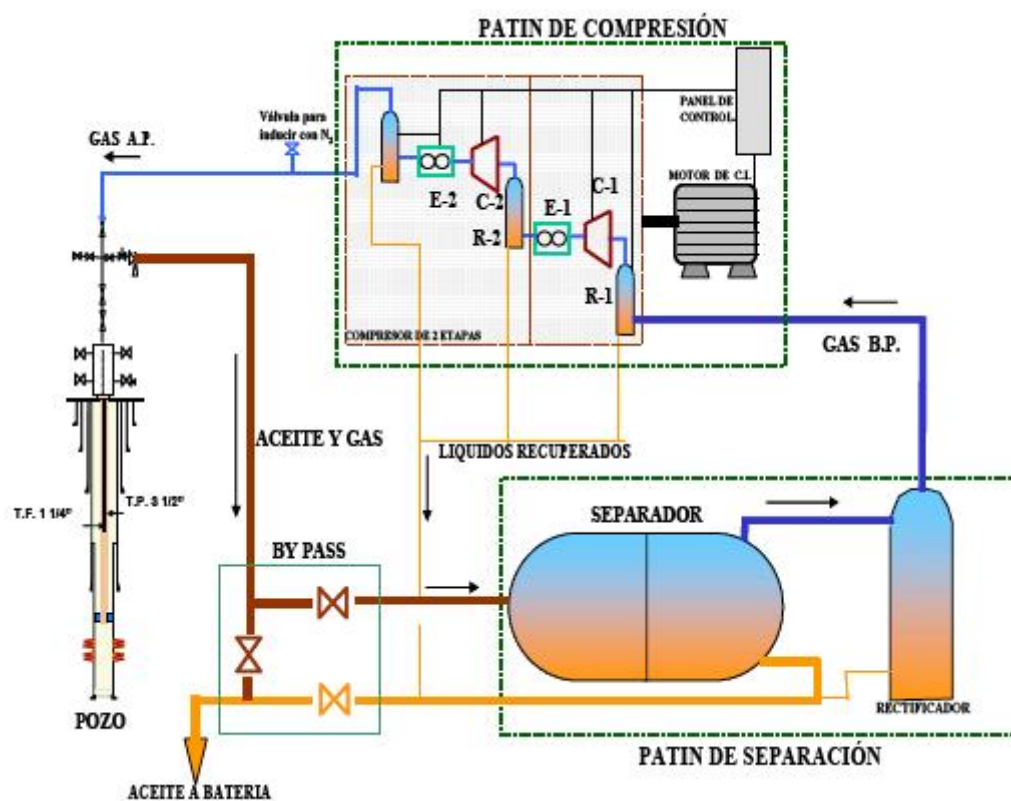 PATIN DE COMPRESIÓN
Válvula para
inducir con N2
GAS A.P.
PANEL DE
CONTROL.
MOTOR DE C.I.
C-1
E-2
C-2
E-1
R-2
R-1
COMPRESOR DE 2 ETAPAS
GAS B.P.
ACEITE Y GAS
LIQUIDOS RECUPERADOS
T.P. 3 1/2"
T.F. 1 1/4"
SEPARADOR
BY PASS
POZO
RECTIFICADOR
PATIN DE SEPARACIÓN
ACEITE A BATERIA